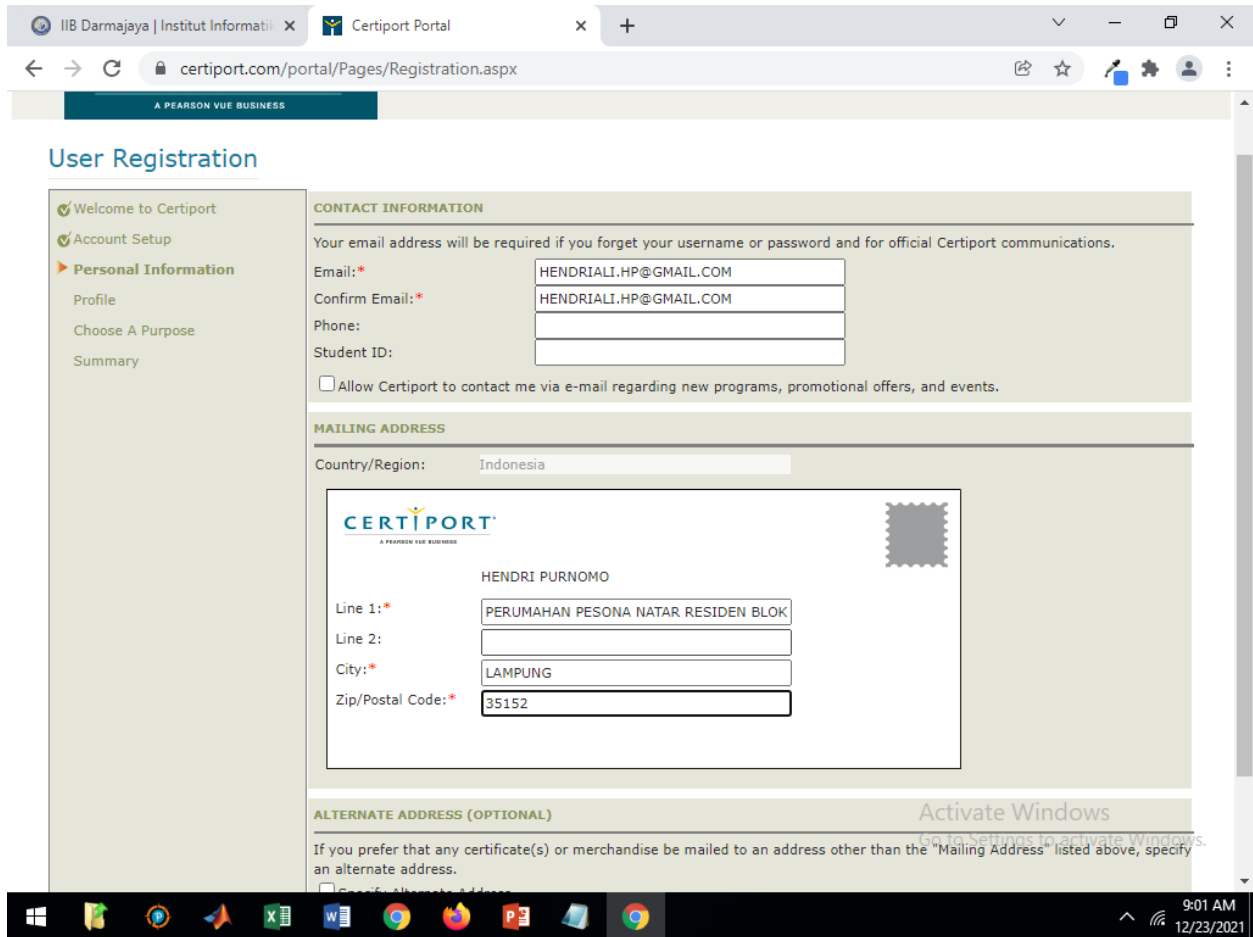 IIB Darmajaya | Institut Informatik
Certiport Portal
certiport.com/portal/Pages/Registration.aspx
A PEARSON VUE BUSINESS
User Registration
Welcome to Certiport
Account Setup
Personal Information
Profile
Choose A Purpose
Summary
CONTACT INFORMATION
Your email address will be required if you forget your username or password and for official Certiport communications.
Email:* HENDRIALI.HP@GMAIL.COM
Confirm Email:* HENDRIALI.HP@GMAIL.COM
Phone:
Student ID:
Allow Certiport to contact me via e-mail regarding new programs, promotional offers, and events.
MAILING ADDRESS
Country/Region: Indonesia
CERTIPORT
A PEARSON VUE BUSINESS
HENDRI PURNOMO
Line 1:* PERUMAHAN PESONA NATAR RESIDEN BLOK
Line 2:
City:* LAMPUNG
Zip/Postal Code:* 35152
ALTERNATE ADDRESS (OPTIONAL)
If you prefer that any certificate(s) or merchandise be mailed to an address other than the "Mailing Address" listed above, specify
an alternate address.
Specify Alternate Address
Activate Windows
Go to Settings to activate Windows.
9:01 AM
12/23/2021